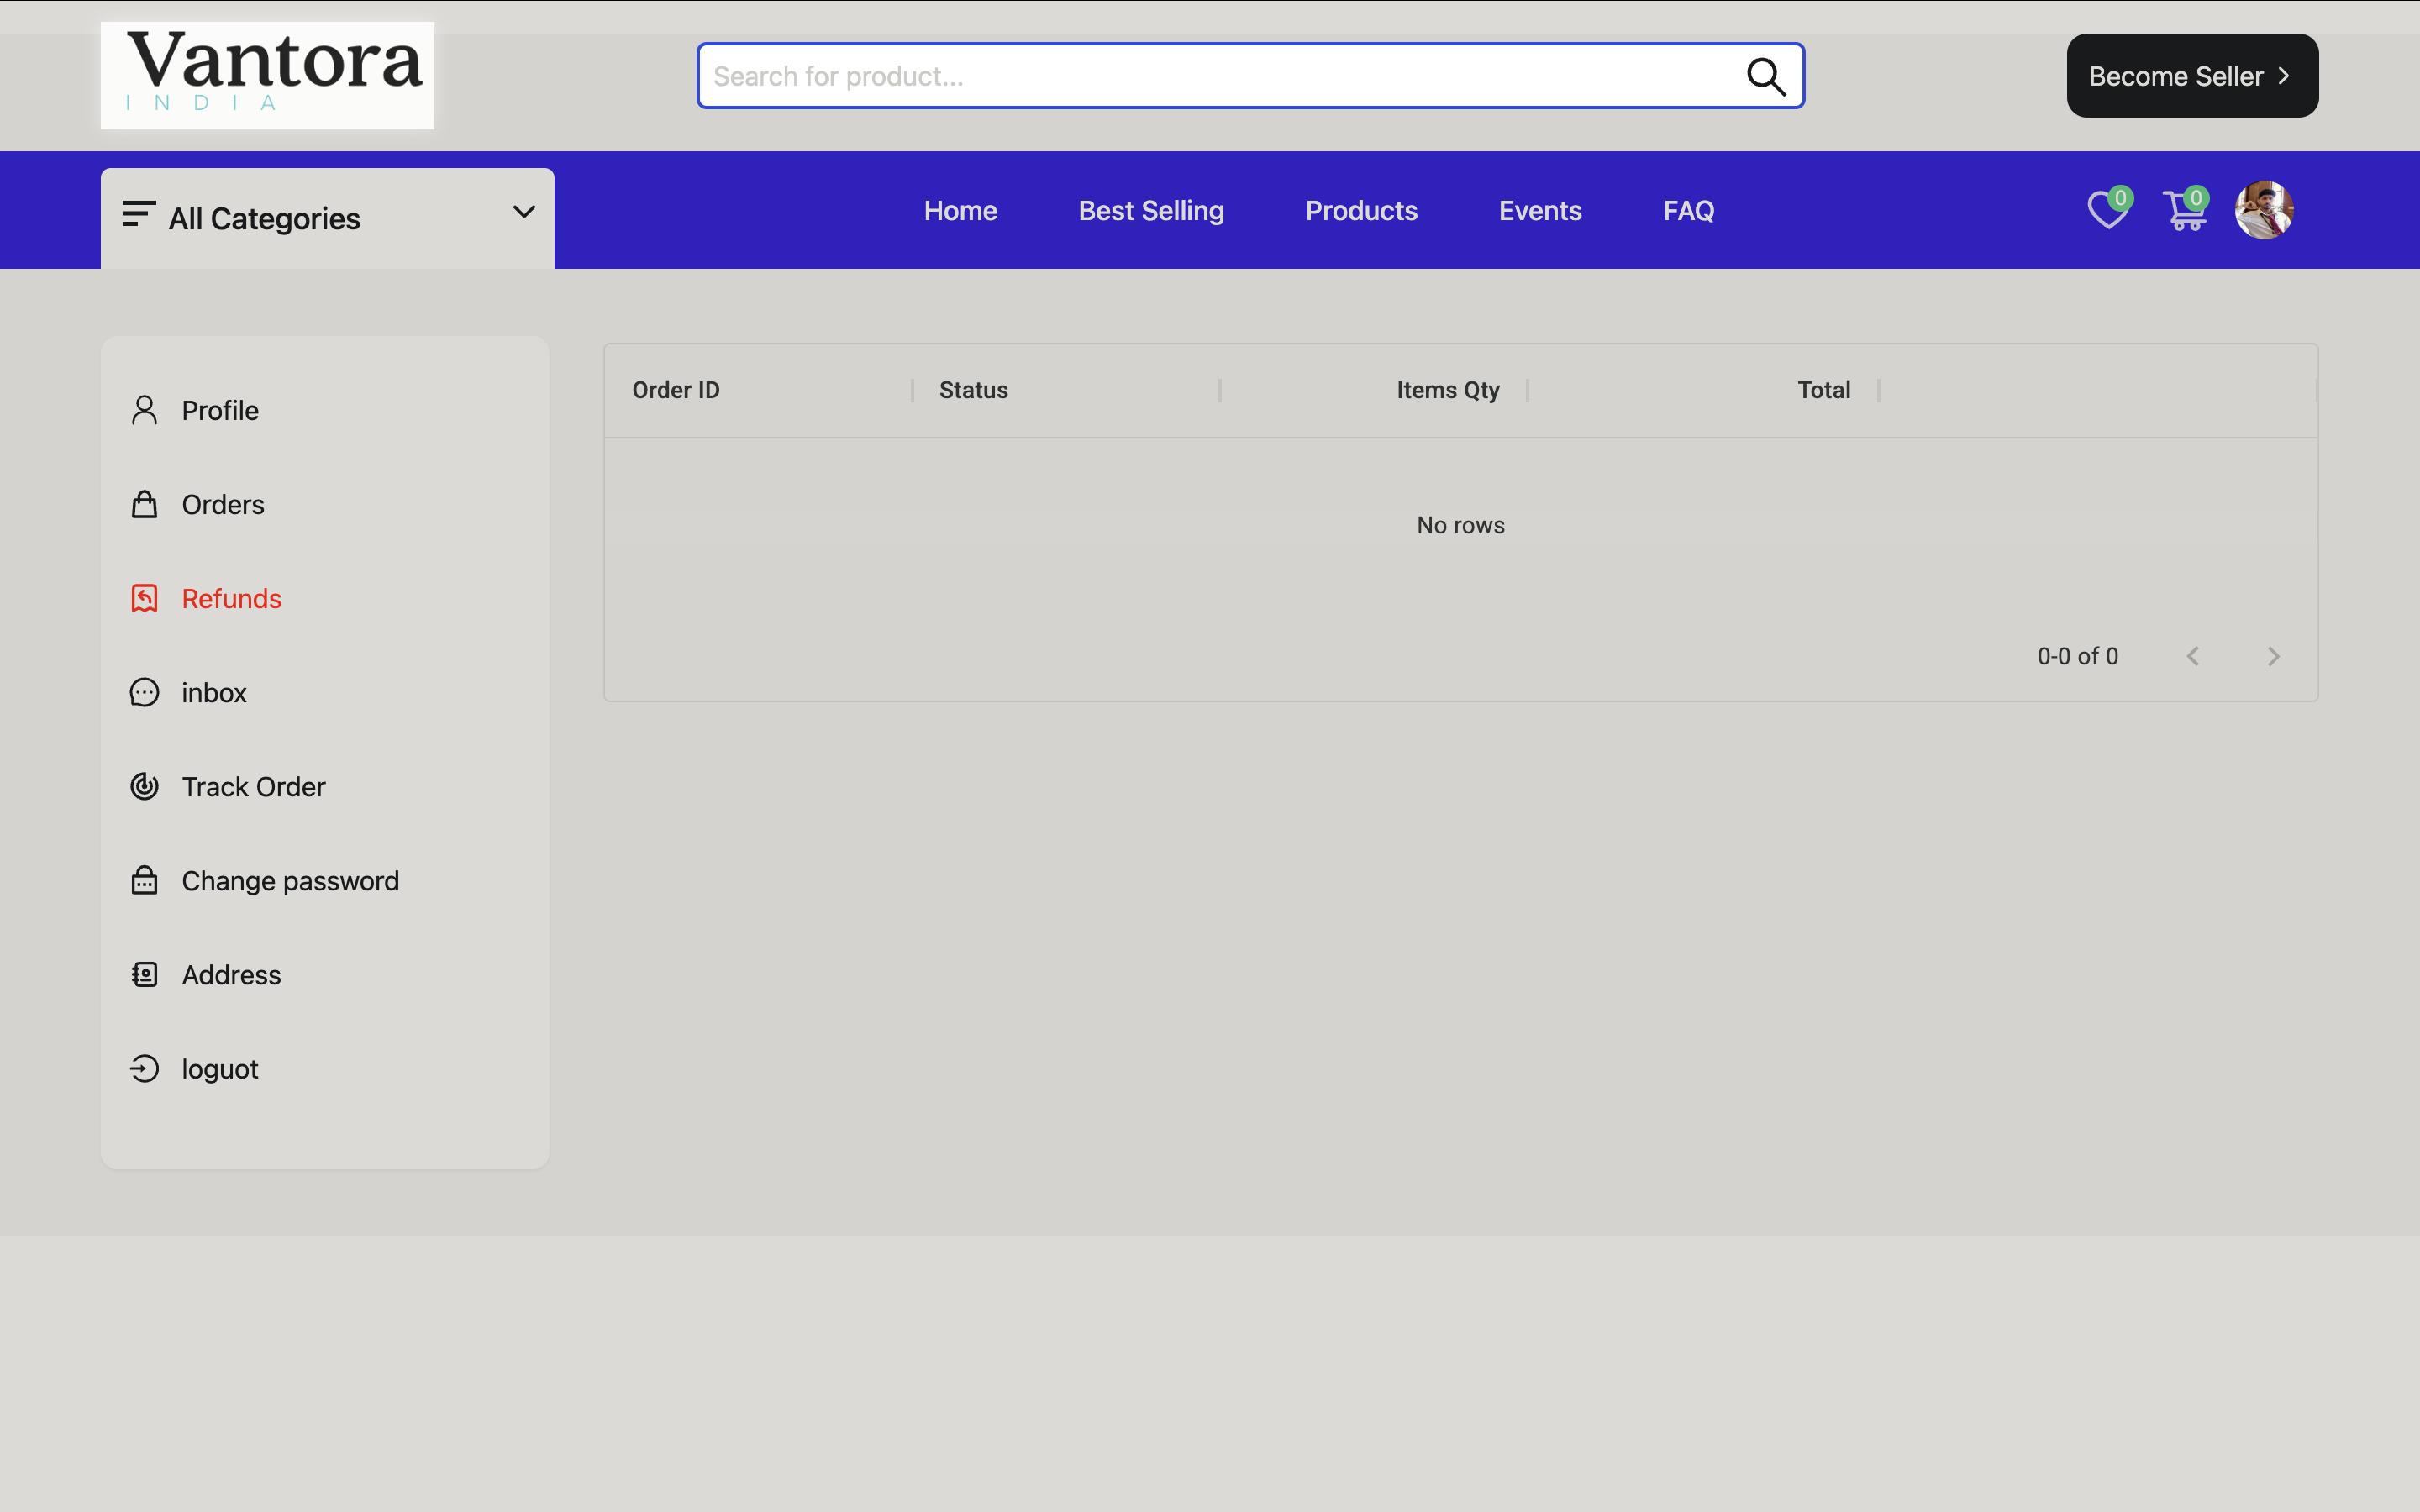 Vantora
INDIA
Search for product...
Become Seller
All Categories
Home Best Selling Products Events FAQ
0 0
Profile
Orders
Refunds
inbox
Track Order
Change password
Address
loguot
Order ID Status Items Qty Total
No rows
0-0 of 0